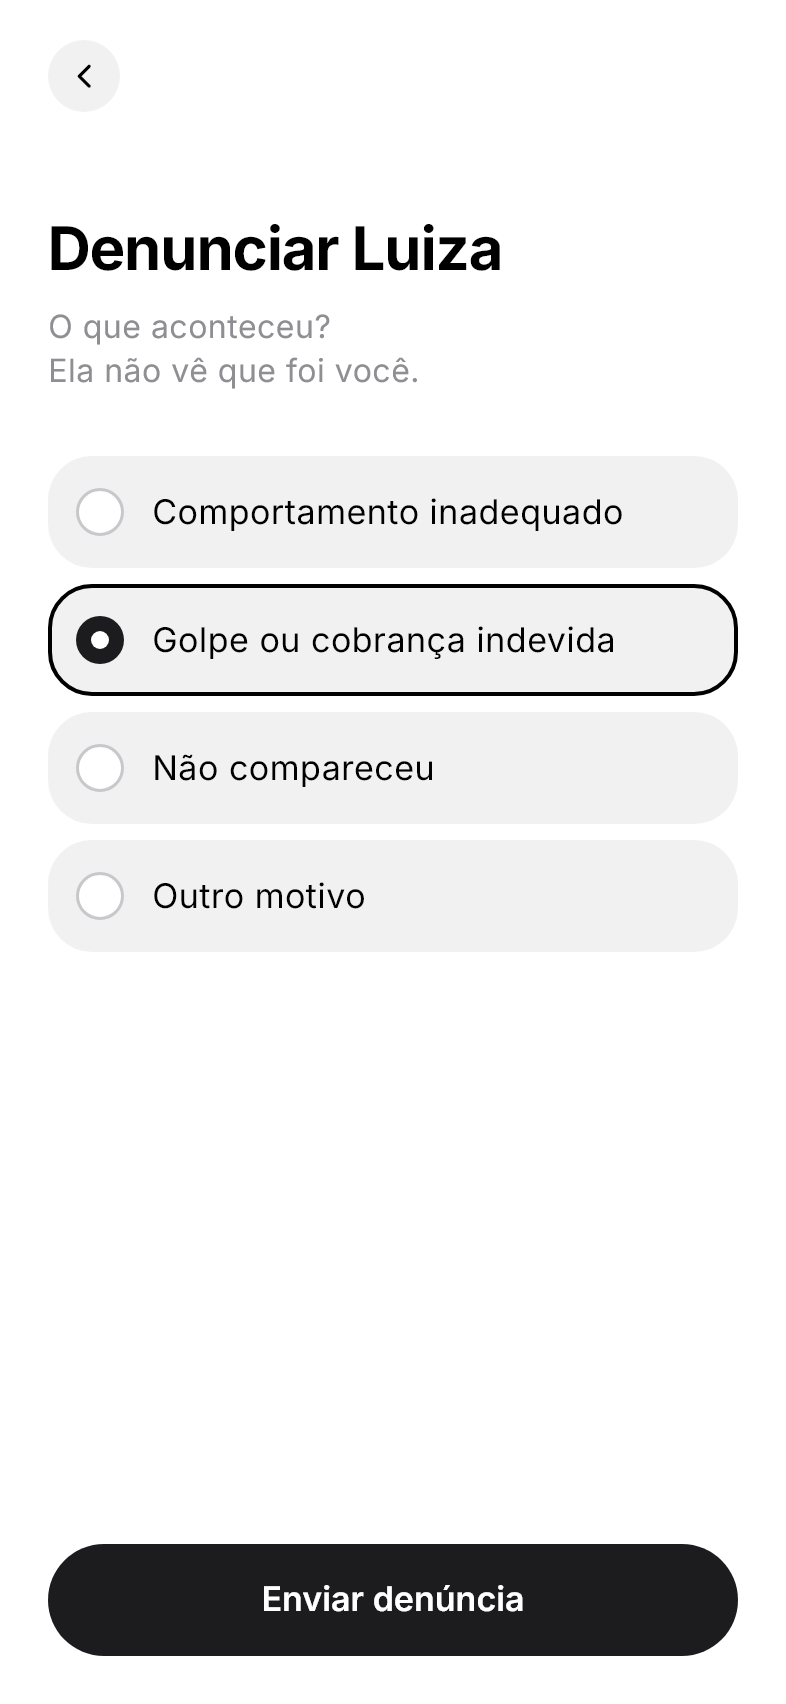 Denunciar Luiza
O que aconteceu?
Ela não vê que foi você.
Comportamento inadequado
Golpe ou cobrança indevida
Não compareceu
Outro motivo
Enviar denúncia